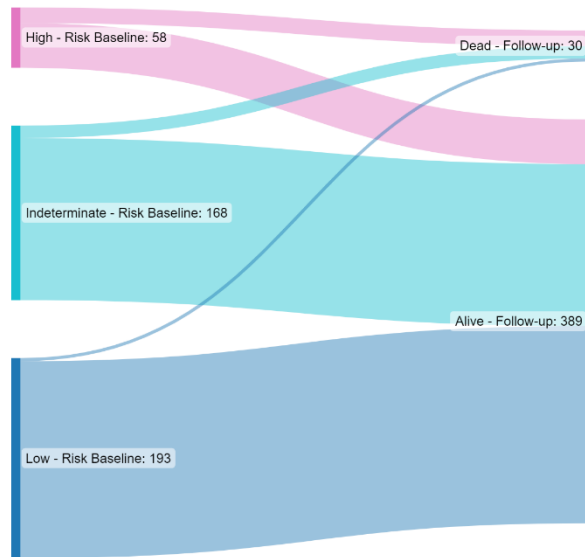 High - Risk Baseline: 58
Dead - Follow-up: 30
Indeterminate - Risk Baseline: 168
Alive - Follow-up: 389
Low - Risk Baseline: 193